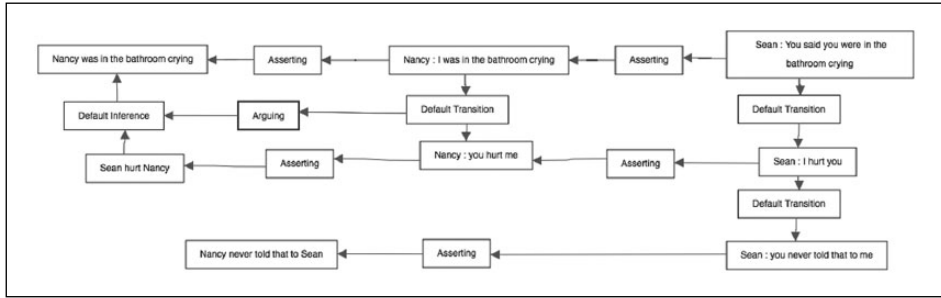 Sean : You said you were in the
bathroom crying
Nancy was in the bathroom crying
Asserting
Nancy : I was in the bathroom crying
Asserting
Default Inference
Arguing
Default Transition
Default Transition
Sean hurt Nancy
Asserting
Nancy : you hurt me
Asserting
Sean : I hurt you
Default Transition
Nancy never told that to Sean
Asserting
Sean : you never told that to me